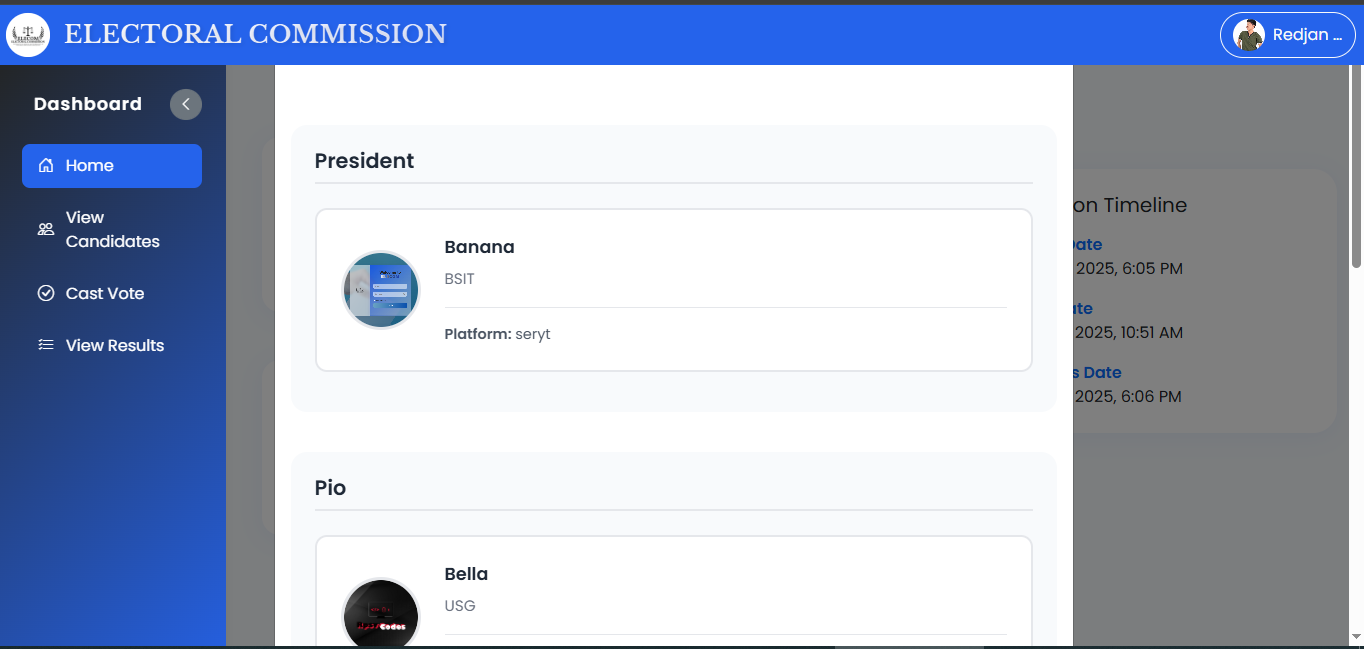 ELECTORAL COMMISSION
Redjan ...
Dashboard
Home
View
Candidates
Cast Vote
View Results
President
Banana
BSIT
Platform: seryt
Pio
Bella
USG
on Timeline
Date
2025, 6:05 PM
ate
2025, 10:51 AM
s Date
2025, 6:06 PM